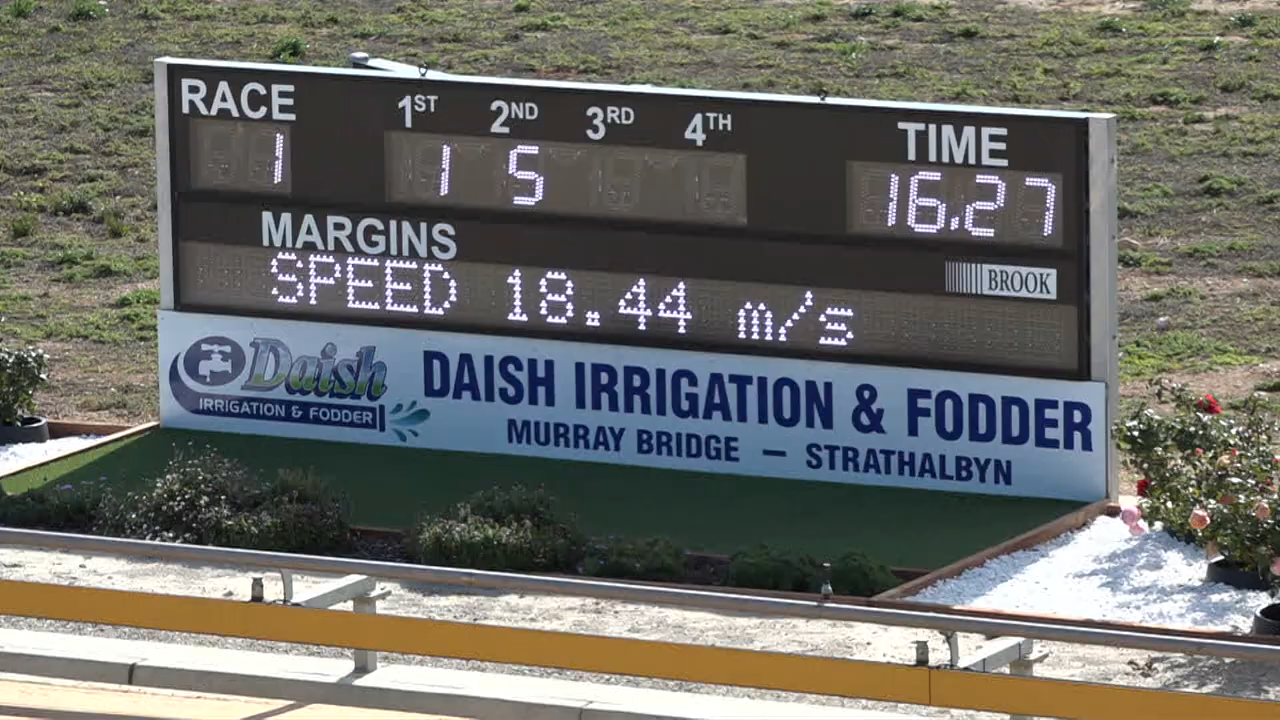 RACE 1ST 2ND 3RD 4TH TIME
1 1 5 16.27
MARGINS
BROOK
SPEED 18.44 m/s
Daish
IRRIGATION & FODDER
DAISH IRRIGATION & FODDER
MURRAY BRIDGE – STRATHALBYN